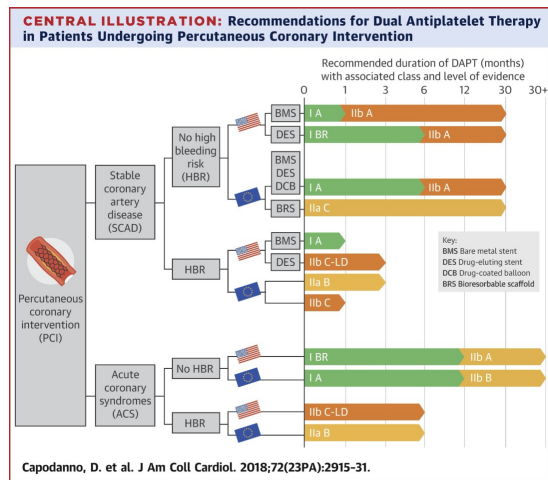 CENTRAL ILLUSTRATION: Recommendations for Dual Antiplatelet Therapy
in Patients Undergoing Percutaneous Coronary Intervention
Recommended duration of DAPT (months)
with associated class and level of evidence
0 1 3 6 12 30 30+
Percutaneous
coronary
intervention
(PCI)
Stable
coronary
artery
disease
(SCAD)
No high
bleeding
risk
(HBR)
BMS
I A
IIb A
DES
I BR
IIb A
BMS
DES
DCB
I A
IIb A
BRS
IIa C
HBR
BMS
I A
DES
IIb C-LD
IIa B
IIb C
Key:
BMS Bare metal stent
DES Drug-eluting stent
DCB Drug-coated balloon
BRS Bioresorbable scaffold
Acute
coronary
syndromes
(ACS)
No HBR
I BR
IIb A
I A
IIb B
HBR
IIb C-LD
IIa B
Capodanno, D. et al. J Am Coll Cardiol. 2018;72(23PA):2915-31.